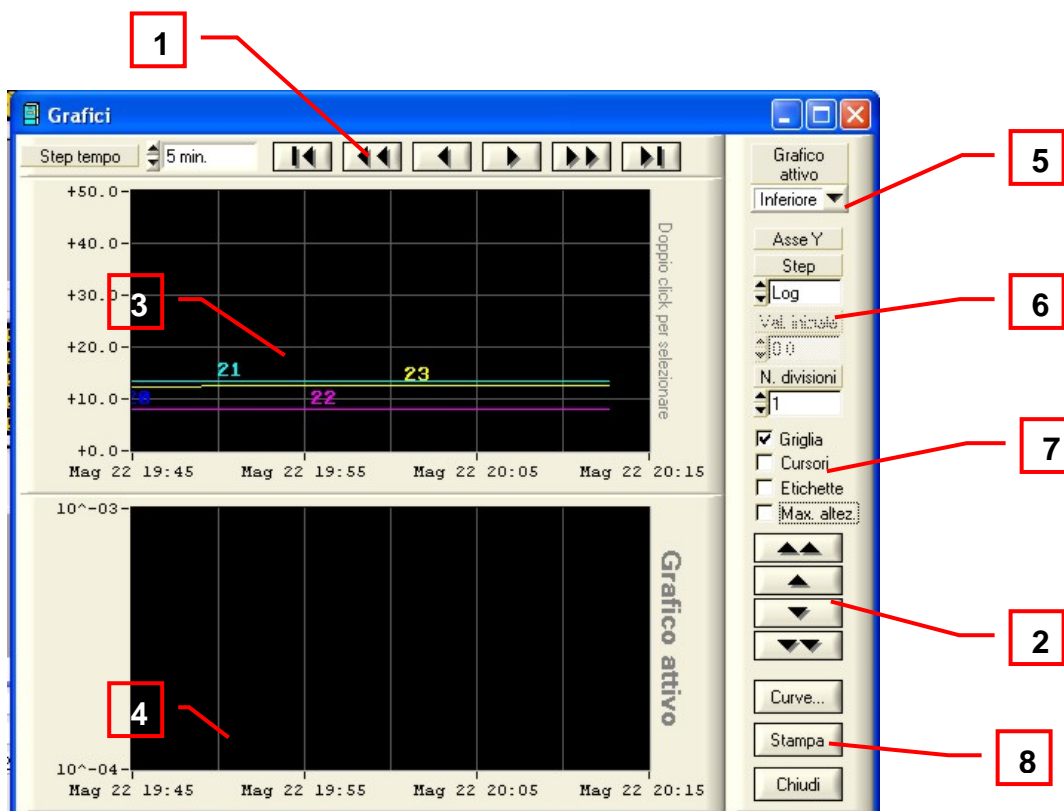 1
Grafici
Step tempo
5 min.
Grafico
attivo
Inferiore
5
+50.0
+40.0
+30.0
+20.0
+10.0
+0.0
3
21
23
22
Doppio click per selezionare
Mag 22 19:45
Mag 22 19:55
Mag 22 20:05
Mag 22 20:15
Asse Y
Step
Log
Val. iniziale
0.0
6
N. divisioni
1
Griglia
Cursori
Etichette
Max. altez.
7
10^-03
10^-04
4
Grafico attivo
Mag 22 19:45
Mag 22 19:55
Mag 22 20:05
Mag 22 20:15
2
Curve...
Stampa
Chiudi
8